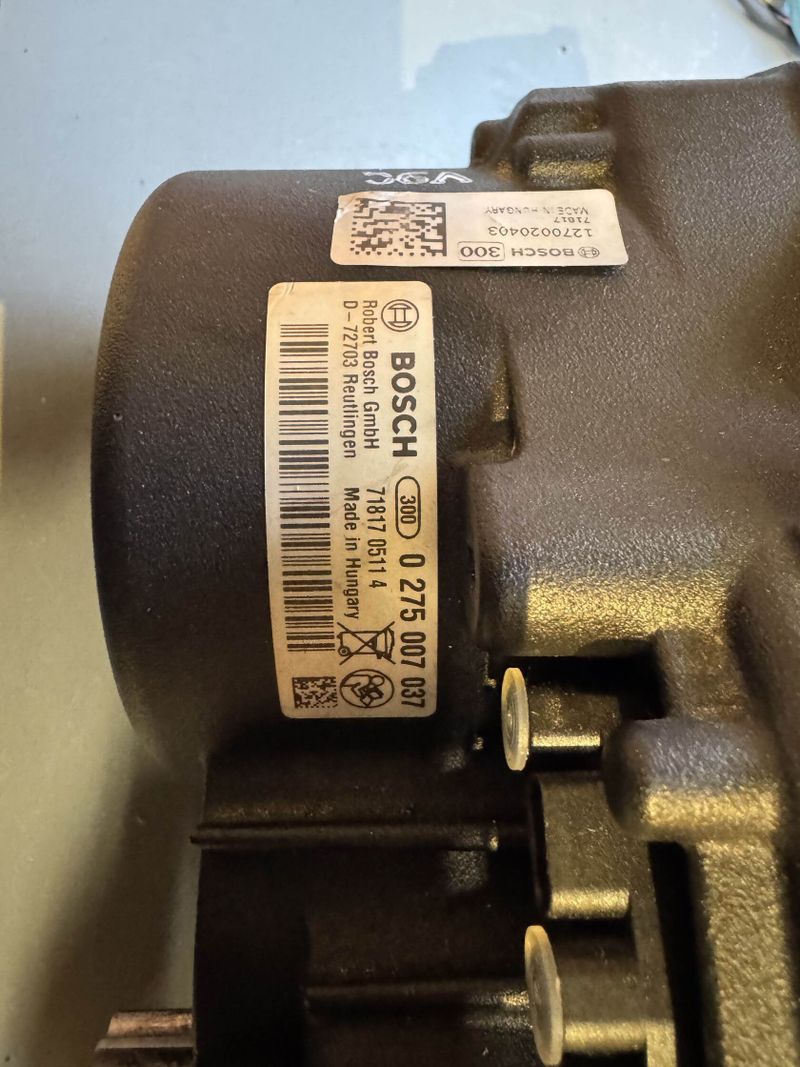 BOSCH 300
1270020403
71817
MADE IN HUNGARY
BOSCH 300 0 275 007 037
Robert Bosch GmbH 71817 0511 4
D-72703 Reutlingen Made in Hungary